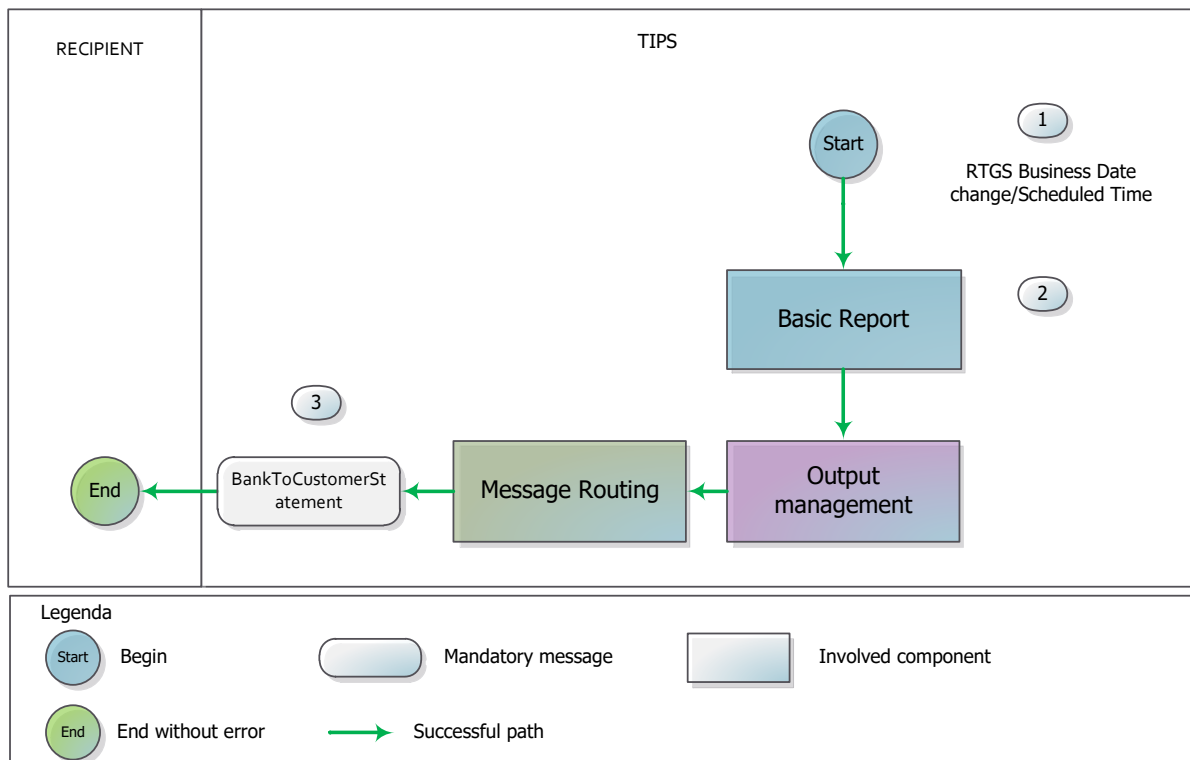 RECIPIENT
TIPS
Start
1
RTGS Business Date
change/Scheduled Time
Basic Report
2
3
End
BankToCustomerSt
atement
Message Routing
Output
management
Legenda
Start
Begin
Mandatory message
Involved component
End
End without error
Successful path